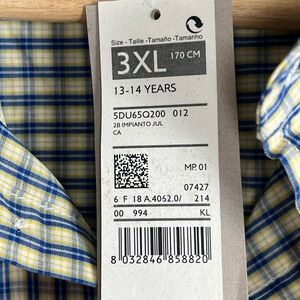 Size - Taille -Tamaño -Tamanho
3XL 170 CM
13-14 YEARS
5DU65Q200 012
2B IMPIANTO JUL
CA
MP. 01
07427
6 F 18 A.4062.0/ 214
00 994 KL
8 032846 858820